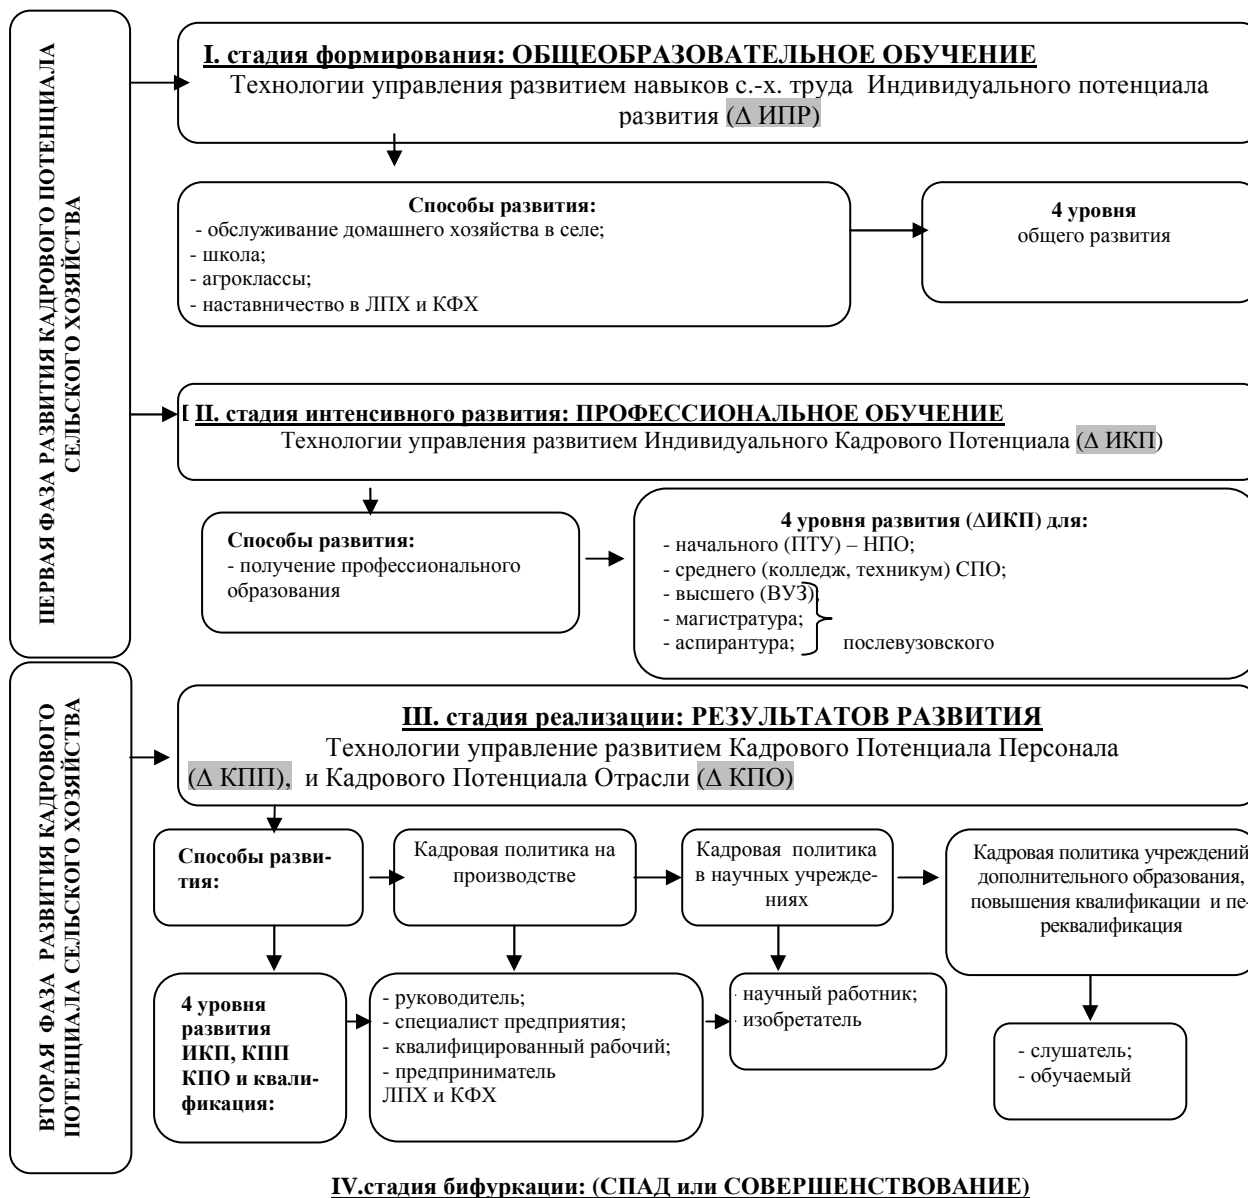 ПЕРВАЯ ФАЗА РАЗВИТИЯ КАДРОВОГО ПОТЕНЦИАЛА
СЕЛЬСКОГО ХОЗЯЙСТВА
I. стадия формирования: ОБЩЕОБРАЗОВАТЕЛЬНОЕ ОБУЧЕНИЕ
Технологии управления развитием навыков с.-х. труда Индивидуального потенциала
развития (Δ ИПР)
Способы развития:
- обслуживание домашнего хозяйства в селе;
- школа;
- агроклассы;
- наставничество в ЛПХ и КФХ
4 уровня
общего развития
II. стадия интенсивного развития: ПРОФЕССИОНАЛЬНОЕ ОБУЧЕНИЕ
Технологии управления развитием Индивидуального Кадрового Потенциала (Δ ИКП)
Способы развития:
- получение профессионального
образования
4 уровня развития (ΔИКП) для:
- начального (ПТУ) – НПО;
- среднего (колледж, техникум) СПО;
- высшего (ВУЗ);
- магистратура;
- аспирантура; послевузовского
ВТОРАЯ ФАЗА РАЗВИТИЯ КАДРОВОГО
ПОТЕНЦИАЛА СЕЛЬСКОГО ХОЗЯЙСТВА
III. стадия реализации: РЕЗУЛЬТАТОВ РАЗВИТИЯ
Технологии управление развитием Кадрового Потенциала Персонала
(Δ КПП), и Кадрового Потенциала Отрасли (Δ КПО)
Способы разви-
тия:
Кадровая политика на
производстве
Кадровая политика
в научных учрежде-
ниях
Кадровая политика учреждений
дополнительного образования,
повышения квалификации и пе-
реквалификация
4 уровня
развития
ИКП, КПП
КПО и квали-
фикация:
- руководитель;
- специалист предприятия;
- квалифицированный рабочий;
- предприниматель
ЛПХ и КФХ
- научный работник;
- изобретатель
- слушатель;
- обучаемый
IV.стадия бифуркации: (СПАД или СОВЕРШЕНСТВОВАНИЕ)